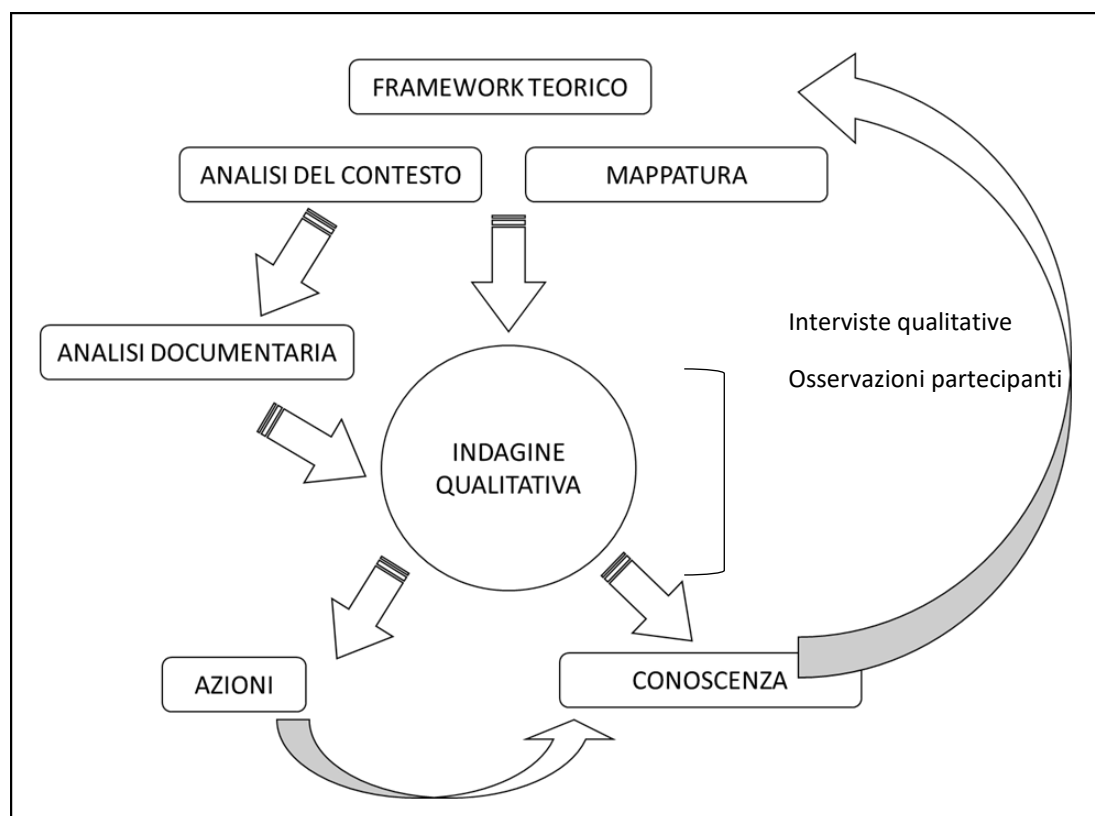 FRAMEWORK TEORICO
ANALISI DEL CONTESTO
MAPPATURA
ANALISI DOCUMENTARIA
Interviste qualitative
Osservazioni partecipanti
INDAGINE
QUALITATIVA
AZIONI
CONOSCENZA